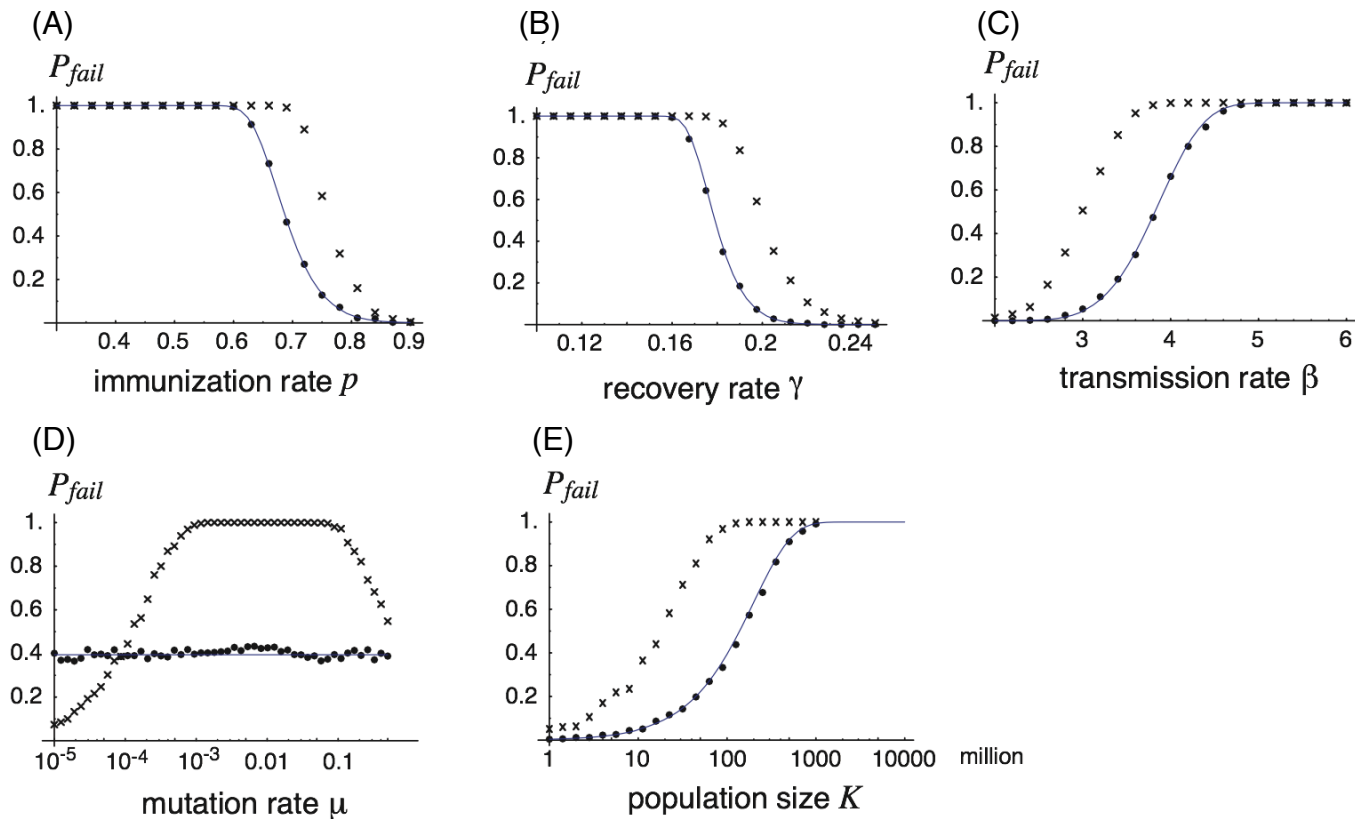 (A)
P_fail
1.
0.8
0.6
0.4
0.2
0.4 0.5 0.6 0.7 0.8 0.9
immunization rate p
(B)
P_fail
1.
0.8
0.6
0.4
0.2
0.12 0.16 0.2 0.24
recovery rate γ
(C)
P_fail
1.
0.8
0.6
0.4
0.2
3 4 5 6
transmission rate β
(D)
P_fail
1.
0.8
0.6
0.4
0.2
10^-5 10^-4 10^-3 0.01 0.1
mutation rate μ
(E)
P_fail
1.
0.8
0.6
0.4
0.2
1 10 100 1000 10000 million
population size K